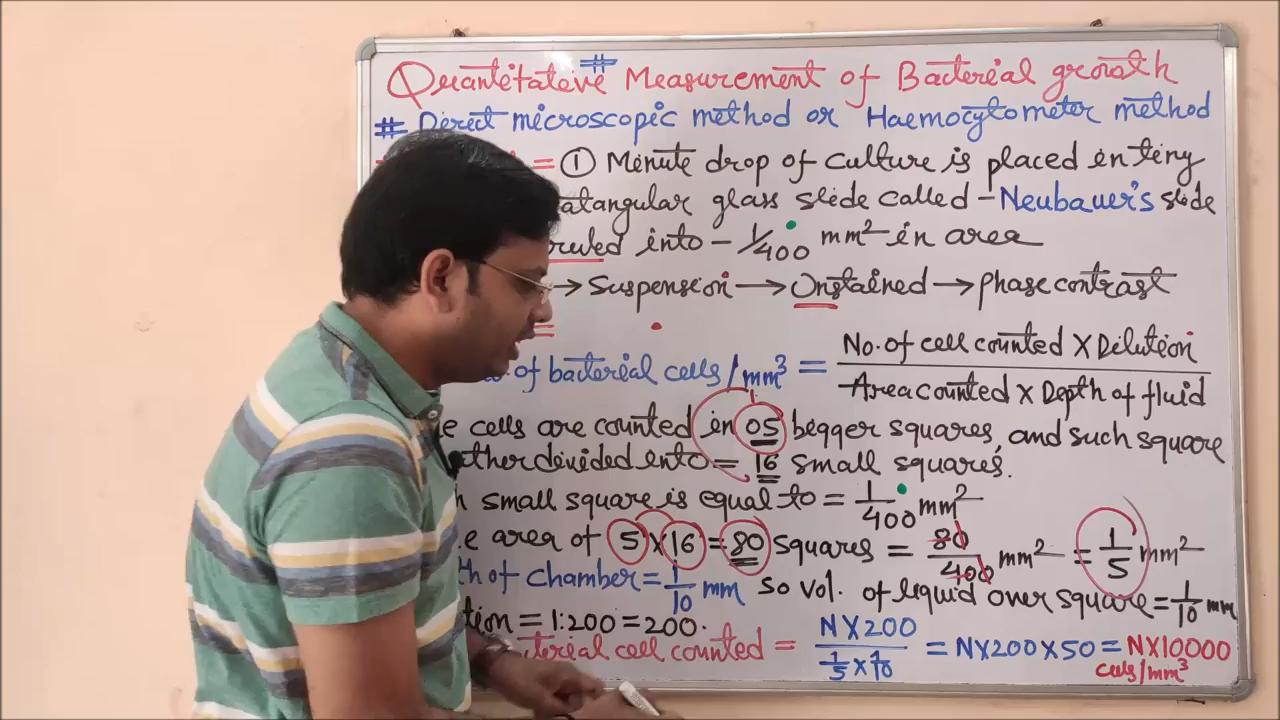 Quantitative # Measurement of Bacterial growth
# Direct microscopic method or Haemocytometer method
= ① Minute drop of culture is placed in tiny
atangular glass slide called - Neubauer's slide
ruled into - 1/400 mm² in area
→ Suspension → Unstained → phase contrast
of bacterial cells/mm³ = No. of cell counted X Dilution / Area counted X Depth of fluid
cells are counted in 05 begger squares, and such square
ther devided into = 16 small squares.
small square is equal to = 1/400 mm²
area of 5 X 16 = 80 squares = 80/400 mm² = 1/5 mm²
th of chamber = 1/10 mm so vol. of liquid over square = 1/10 mm
tion = 1:200 = 200.
terial cell counted = N X 200 / 1/5 X 1/10 = N X 200 X 50 = N X 10000
cells/mm³